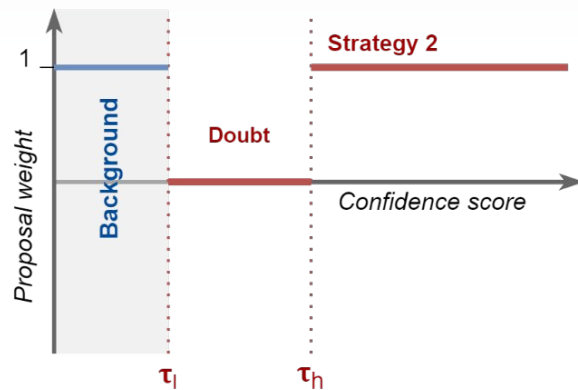 Strategy 2
1
Doubt
Background
Proposal weight
Confidence score
τl
τh